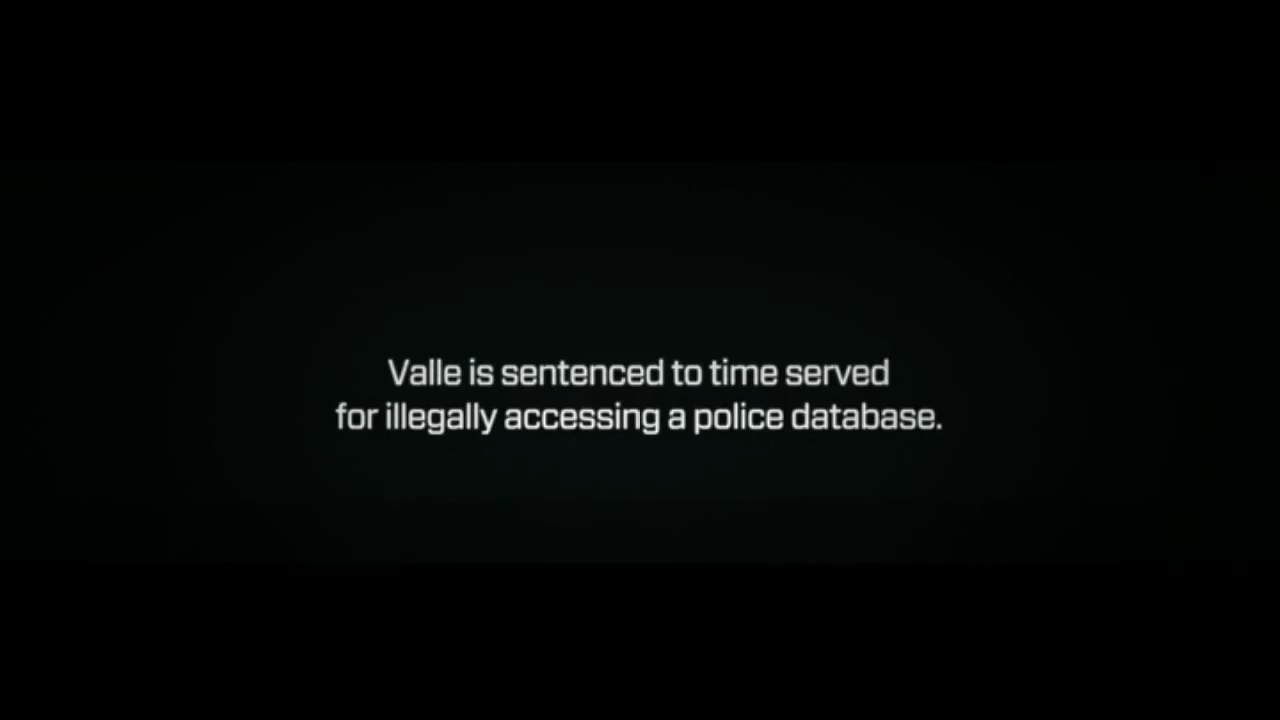 Valle is sentenced to time served
for illegally accessing a police database.